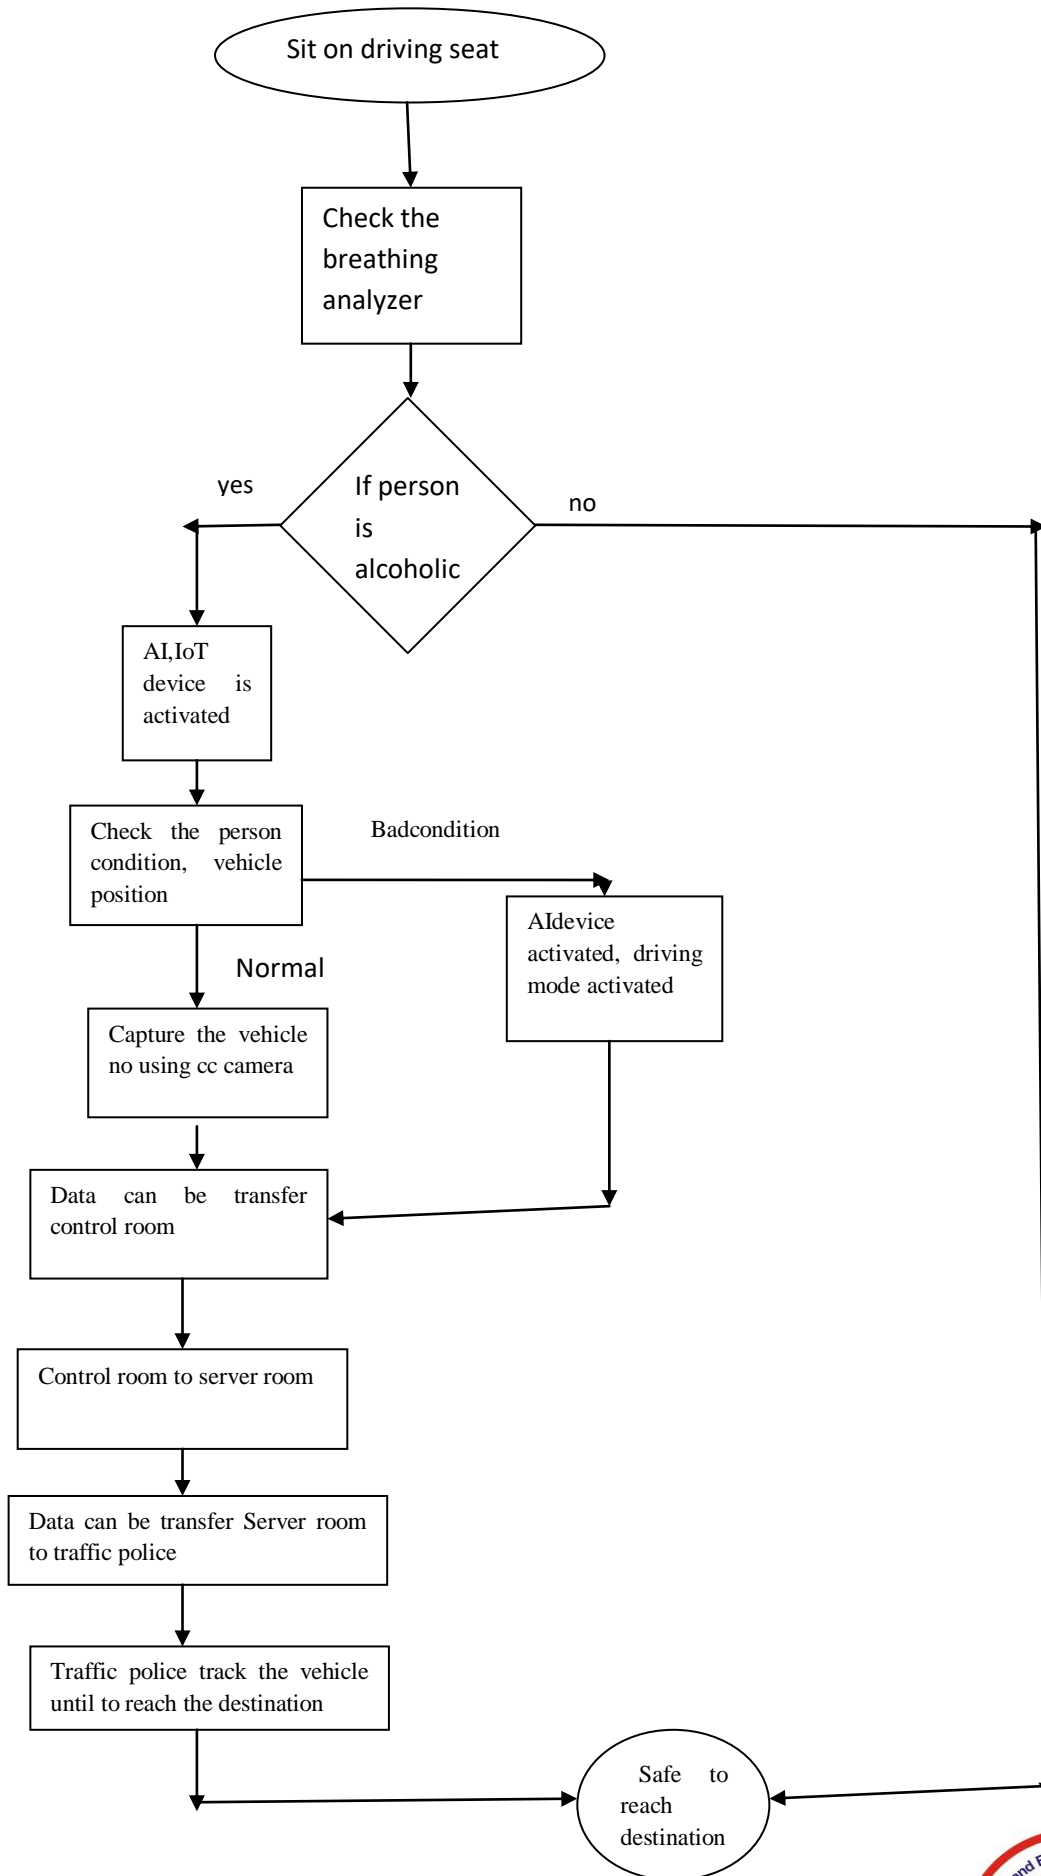 Sit on driving seat
Check the
breathing
analyzer
yes
If person
is
alcoholic
no
AI,IoT
device is
activated
Check the person
condition, vehicle
position
Badcondition
AIdevice
activated, driving
mode activated
Normal
Capture the vehicle
no using cc camera
Data can be transfer
control room
Control room to server room
Data can be transfer Server room
to traffic police
Traffic police track the vehicle
until to reach the destination
Safe to
reach
destination
and